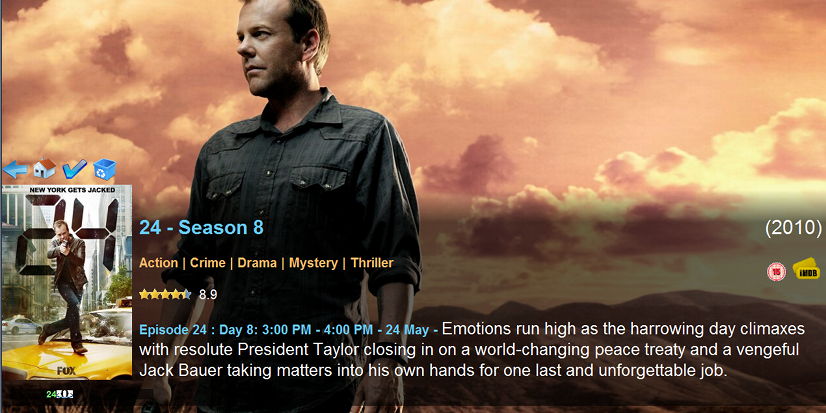 NEW YORK GETS JACKED
24
FOX
24 - Season 8
(2010)
Action | Crime | Drama | Mystery | Thriller
15
IMDB
8.9
Episode 24 : Day 8: 3:00 PM - 4:00 PM - 24 May - Emotions run high as the harrowing day climaxes
with resolute President Taylor closing in on a world-changing peace treaty and a vengeful
Jack Bauer taking matters into his own hands for one last and unforgettable job.